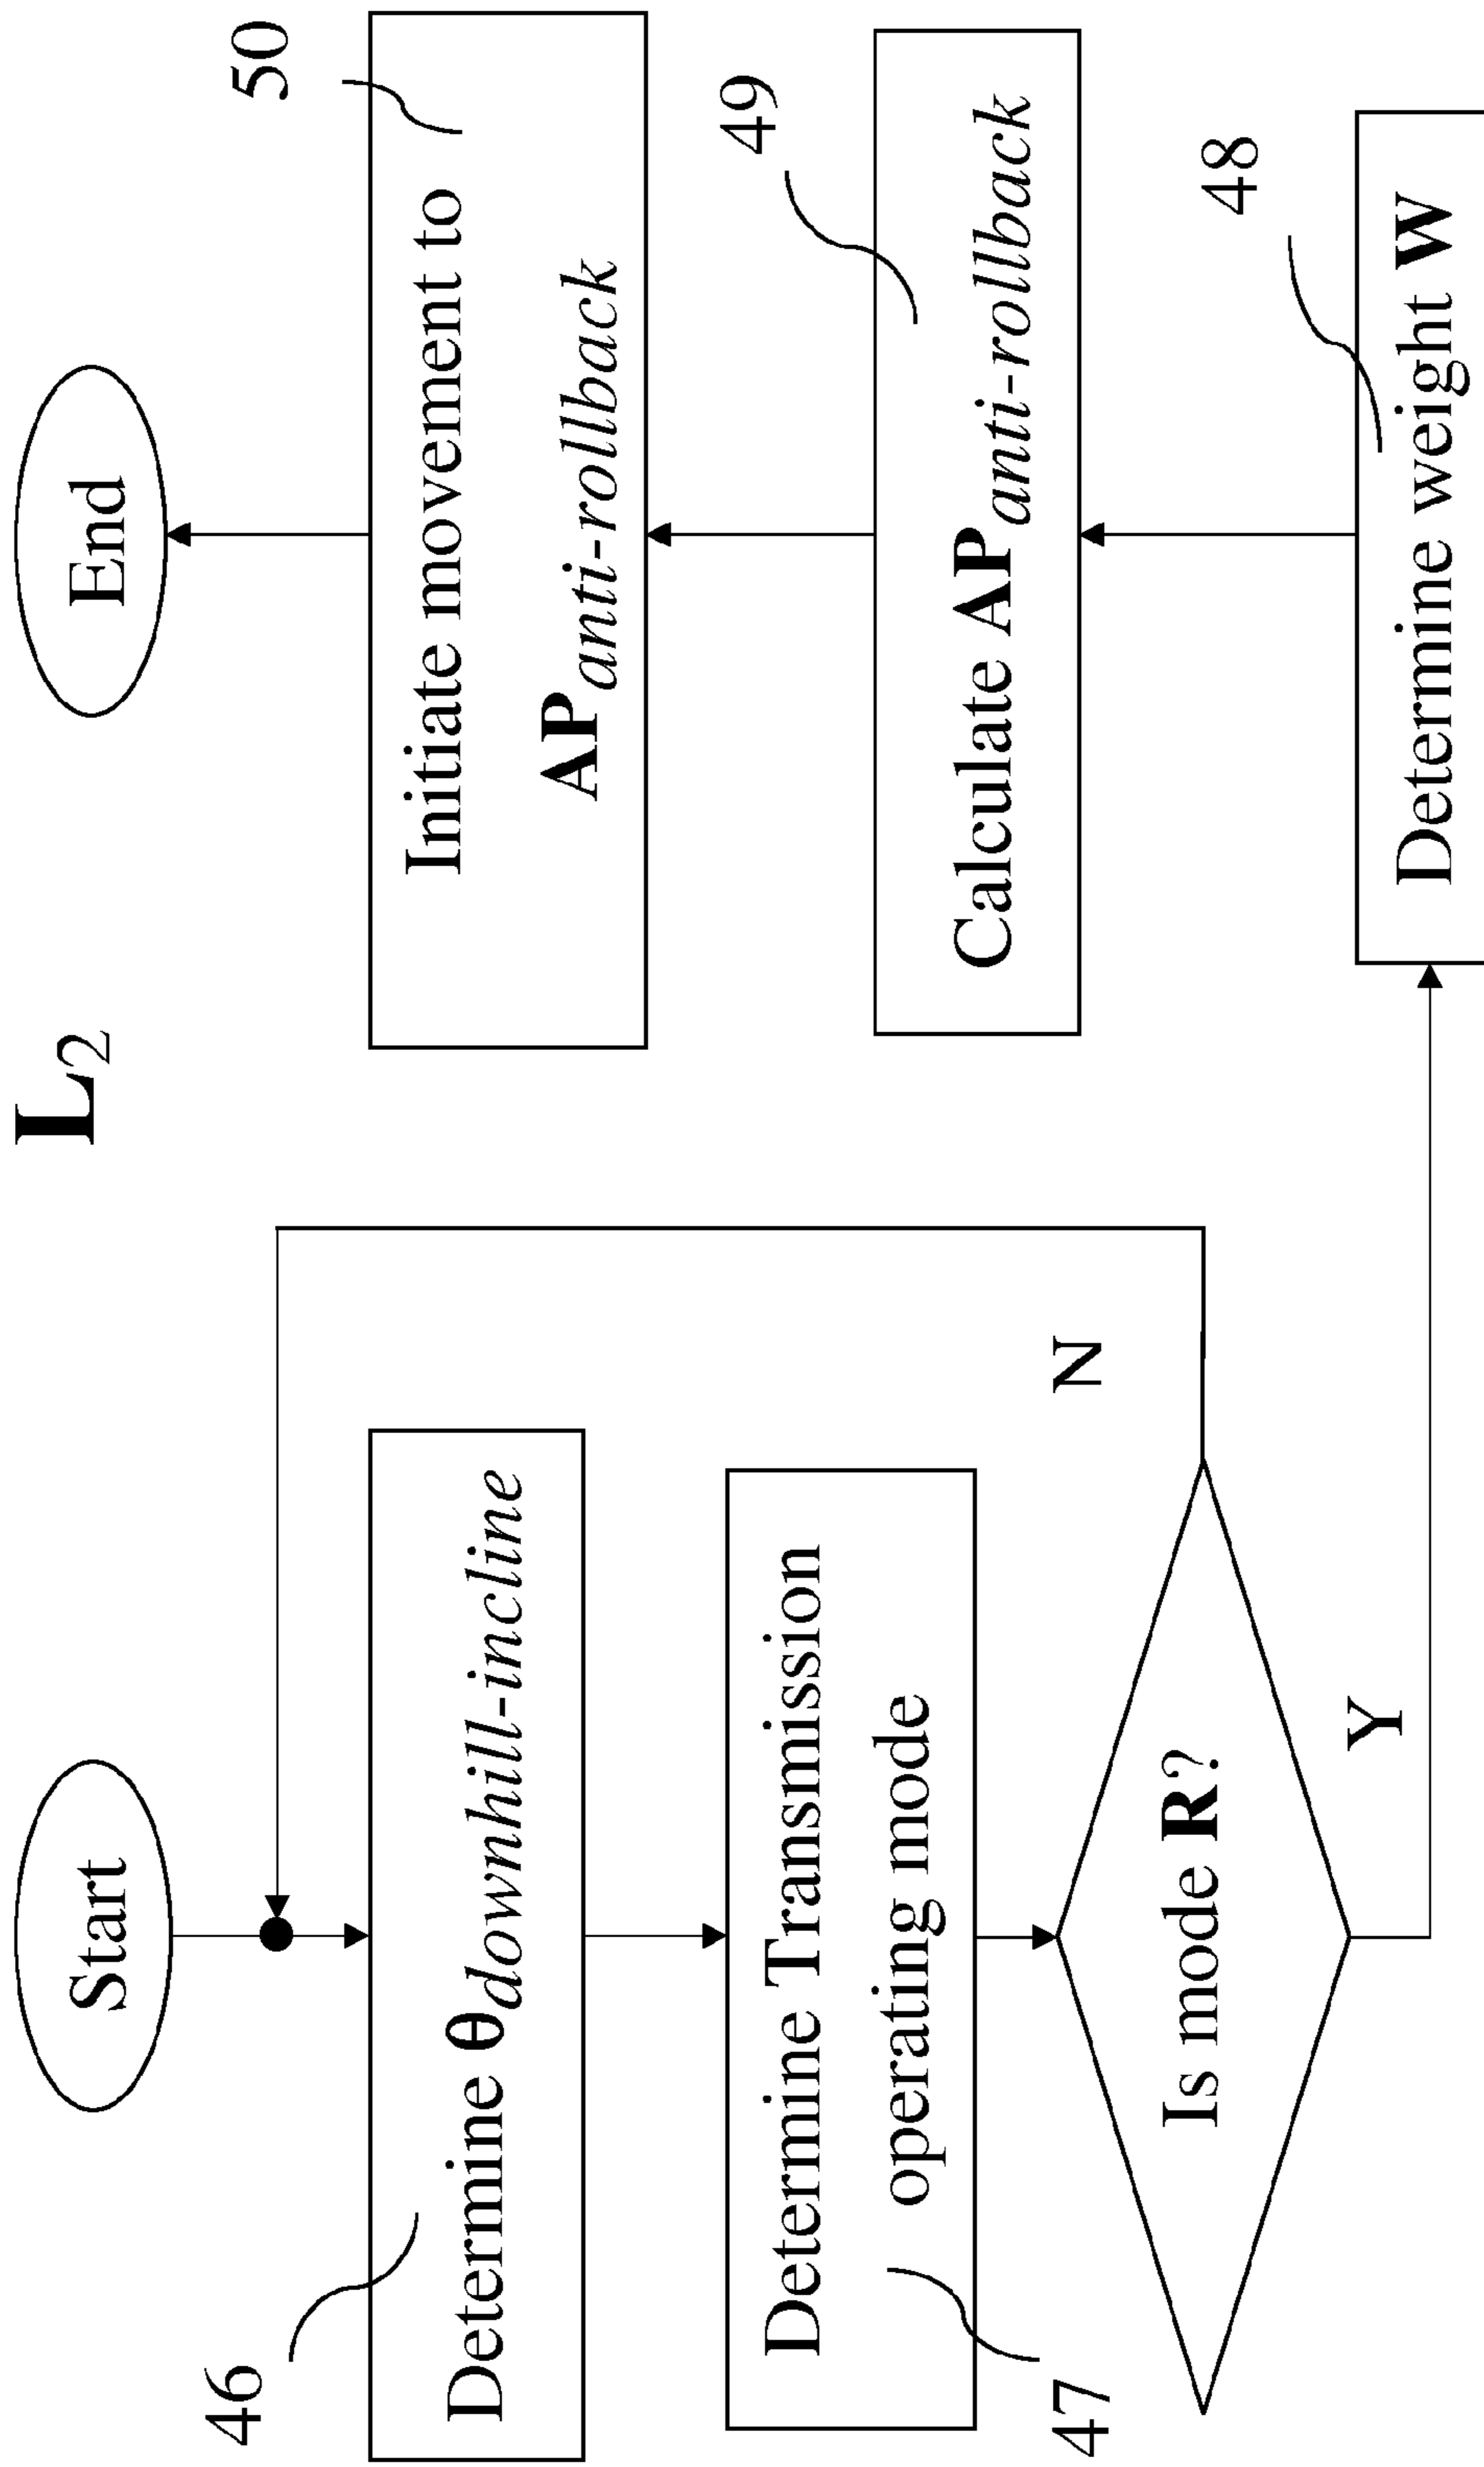 L2
Start
46
Determine θdownhill-incline
Determine Transmission
operating mode
47
Is mode R?
N
Y
Determine weight W
48
Calculate APanti-rollback
49
Initiate movement to
APanti-rollback
50
End